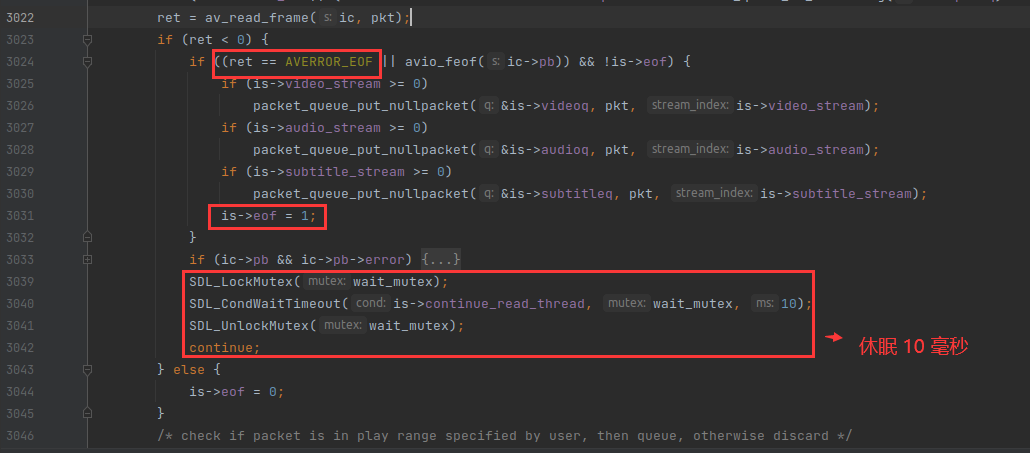 3022 ret = av_read_frame( s: ic, pkt);
3023 if (ret < 0) {
3024 if ((ret == AVERROR_EOF || avio_feof( s: ic->pb)) && !is->eof) {
3025 if (is->video_stream >= 0)
3026 packet_queue_put_nullpacket( q: &is->videoq, pkt, stream_index: is->video_stream);
3027 if (is->audio_stream >= 0)
3028 packet_queue_put_nullpacket( q: &is->audioq, pkt, stream_index: is->audio_stream);
3029 if (is->subtitle_stream >= 0)
3030 packet_queue_put_nullpacket( q: &is->subtitleq, pkt, stream_index: is->subtitle_stream);
3031 is->eof = 1;
3032 }
3033 if (ic->pb && ic->pb->error) {...}
3039 SDL_LockMutex( mutex: wait_mutex);
3040 SDL_CondWaitTimeout( cond: is->continue_read_thread, mutex: wait_mutex, ms: 10);
3041 SDL_UnlockMutex( mutex: wait_mutex);
3042 continue;
休眠 10 毫秒
3043 } else {
3044 is->eof = 0;
3045 }
3046 /* check if packet is in play range specified by user, then queue, otherwise discard */